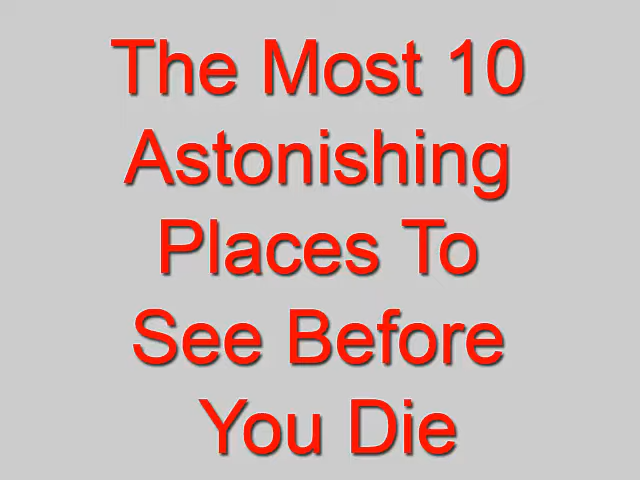 The Most 10
Astonishing
Places To
See Before
You Die